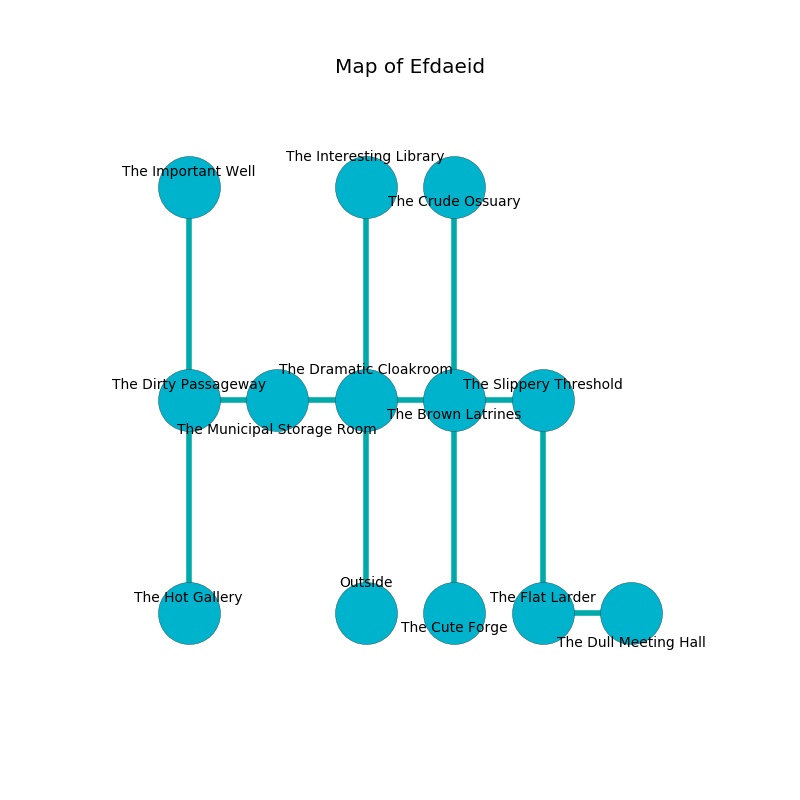 Map of Efdaeid
The Interesting Library
The Important Well
The Crude Ossuary
The Dramatic Cloakroom
The Dirty Passageway
The Slippery Threshold
The Brown Latrines
The Municipal Storage Room
Outside
The Hot Gallery
The Flat Larder
The Cute Forge
The Dull Meeting Hall